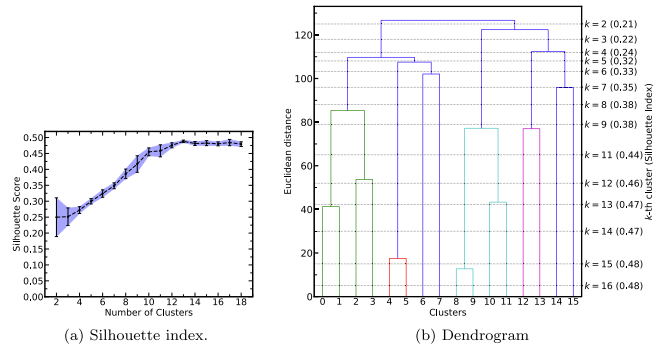 0.50
0.45
0.40
0.35
0.30
0.25
0.20
0.15
0.10
0.05
0.00
Silhouette Score
2 4 6 8 10 12 14 16 18
Number of Clusters
(a) Silhouette index.
120
100
80
60
40
20
0
Euclidean distance
0 1 2 3 4 5 6 7 8 9 10 11 12 13 14 15
Clusters
k = 2 (0.21)
k = 3 (0.22)
k = 4 (0.24)
k = 5 (0.32)
k = 6 (0.33)
k = 7 (0.35)
k = 8 (0.38)
k = 9 (0.38)
k = 11 (0.44)
k = 12 (0.46)
k = 13 (0.47)
k = 14 (0.47)
k = 15 (0.48)
k = 16 (0.48)
k-th cluster (Silhouette Index)
(b) Dendrogram